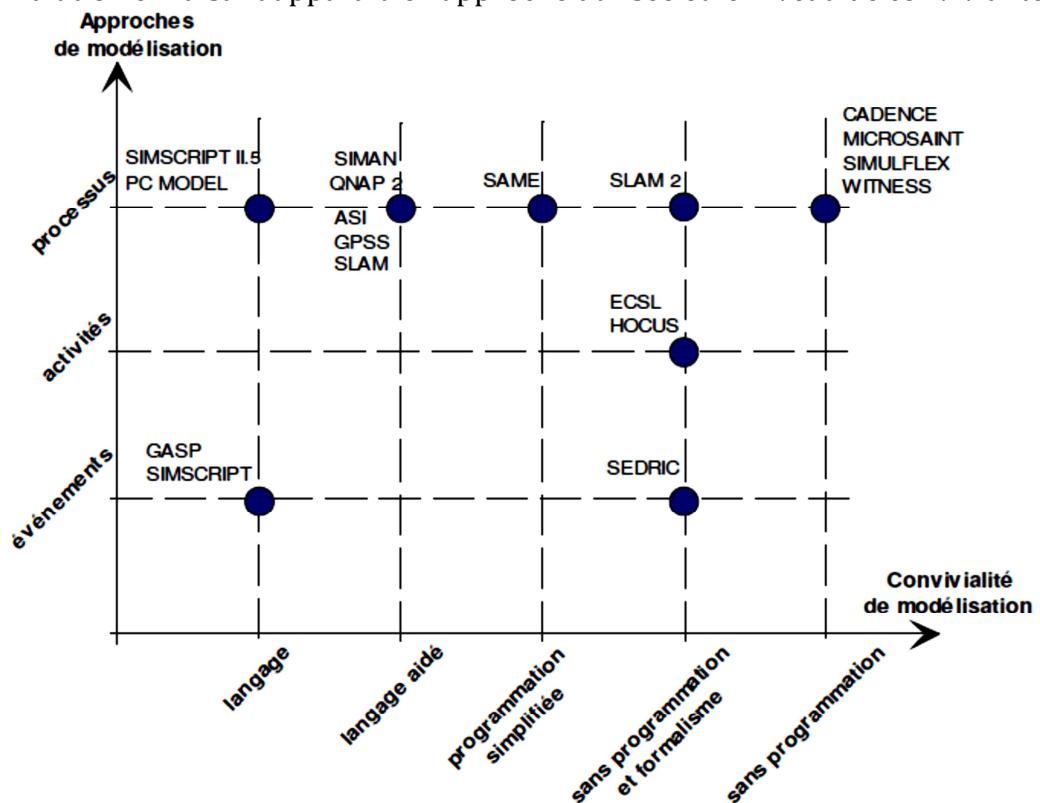 Approches
de modélisation
CADENCE
MICROSAINT
SIMULFLEX
WITNESS
SIMSCRIPT II.5
PC MODEL
SIMAN
QNAP 2
ASI
GPSS
SLAM
SAME
SLAM 2
processus
ECSL
HOCUS
activités
GASP
SIMSCRIPT
SEDRIC
événements
Convivialité
de modélisation
langage
langage aidé
programmation
simplifiée
sans programmation
et formalisme
sans programmation